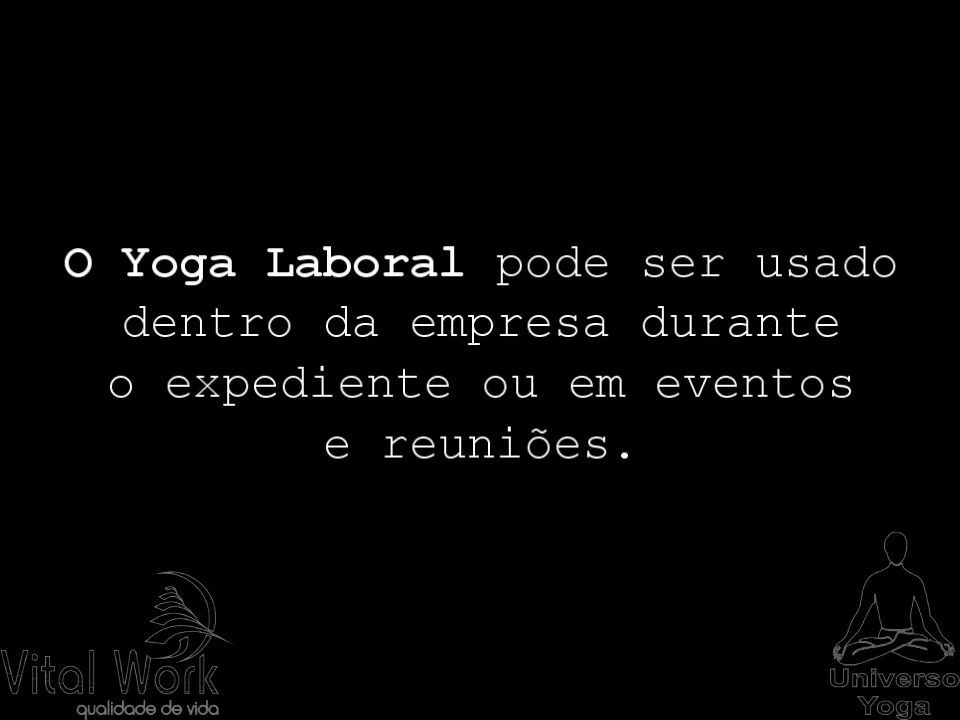 O Yoga Laboral pode ser usado
dentro da empresa durante
o expediente ou em eventos
e reuniões.
Vital Work
qualidade de vida
Universo
Yoga